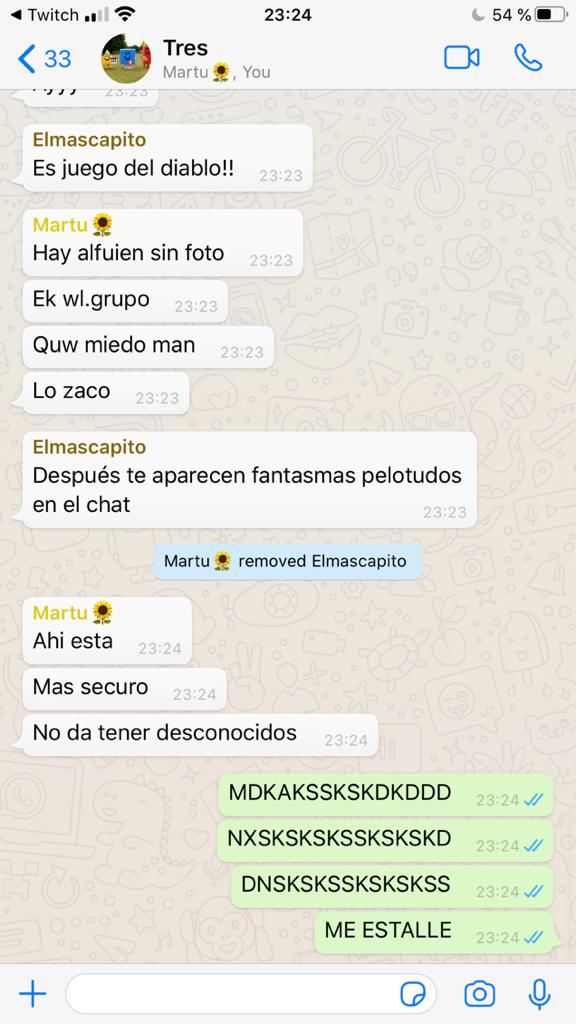 ◀ Twitch
23:24
54 %
33
Tres
Martu🌻, You
23:23
Elmascapito
Es juego del diablo!!
23:23
Martu🌻
Hay alfuien sin foto
23:23
Ek wl.grupo
23:23
Quw miedo man
23:23
Lo zaco
23:23
Elmascapito
Después te aparecen fantasmas pelotudos
en el chat
23:23
Martu🌻 removed Elmascapito
Martu🌻
Ahi esta
23:24
Mas securo
23:24
No da tener desconocidos
23:24
MDKAKSSKSKDKDDD
23:24
NXSKSKSKSSKSKSKD
23:24
DNSKSKSSKSKSKSS
23:24
ME ESTALLE
23:24